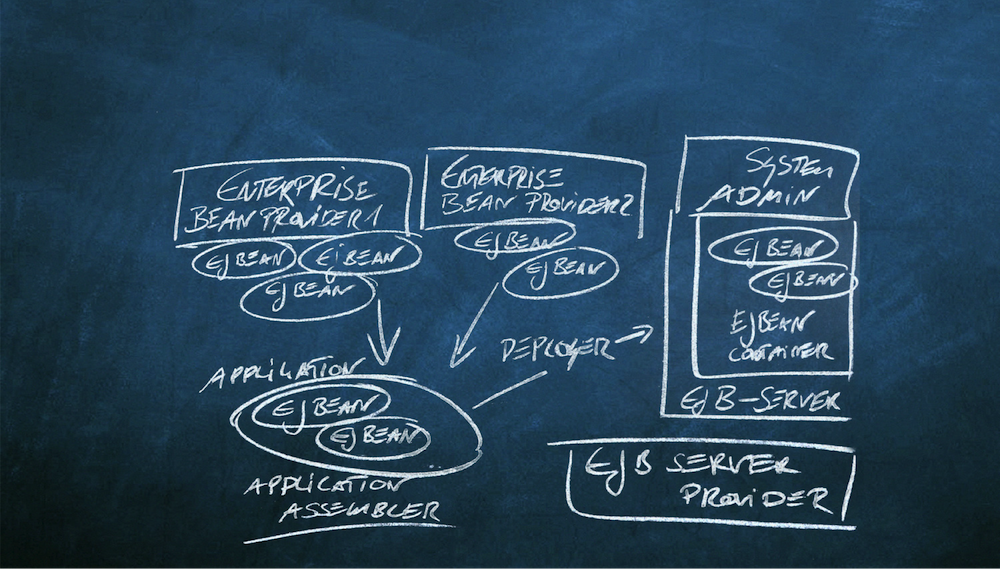 ENTERPRISE
BEAN PROVIDER 1
EJ BEAN
EJ BEAN
EJ BEAN
ENTERPRISE
BEAN PROVIDER 2
EJ BEAN
EJ BEAN
SYSTEM
ADMIN
EJ BEAN
EJ BEAN
EJ BEAN
CONTAINER
EJB-SERVER
DEPLOYER
APPLICATION
EJ BEAN
EJ BEAN
APPLICATION
ASSEMBLER
EJB SERVER
PROVIDER